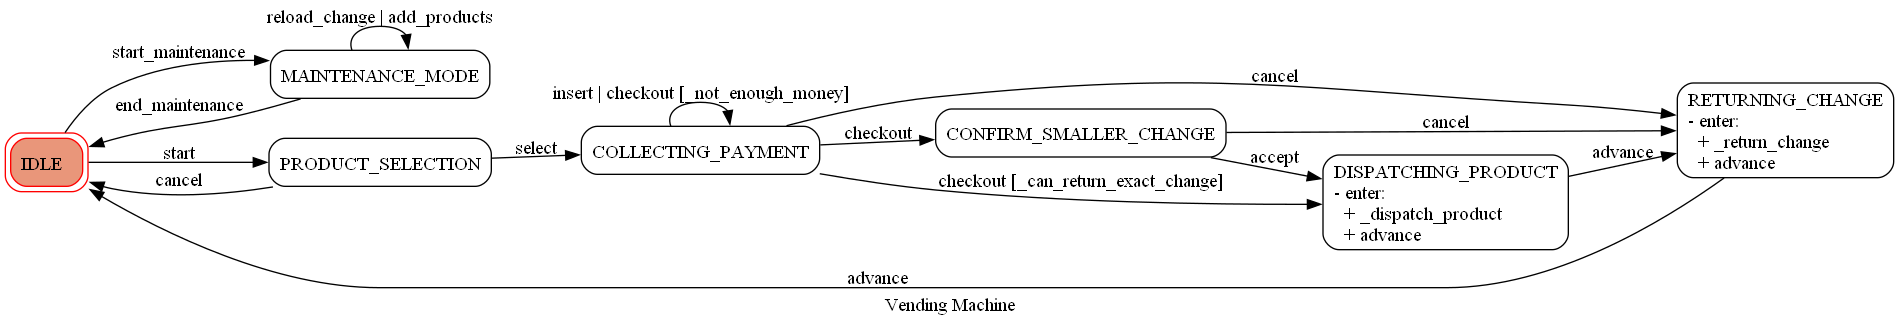 reload_change | add_products
start_maintenance
MAINTENANCE_MODE
end_maintenance
IDLE
start
PRODUCT_SELECTION
cancel
select
insert | checkout [_not_enough_money]
COLLECTING_PAYMENT
cancel
checkout
CONFIRM_SMALLER_CHANGE
cancel
accept
checkout [_can_return_exact_change]
DISPATCHING_PRODUCT
- enter:
+ _dispatch_product
+ advance
advance
RETURNING_CHANGE
- enter:
+ _return_change
+ advance
advance
Vending Machine